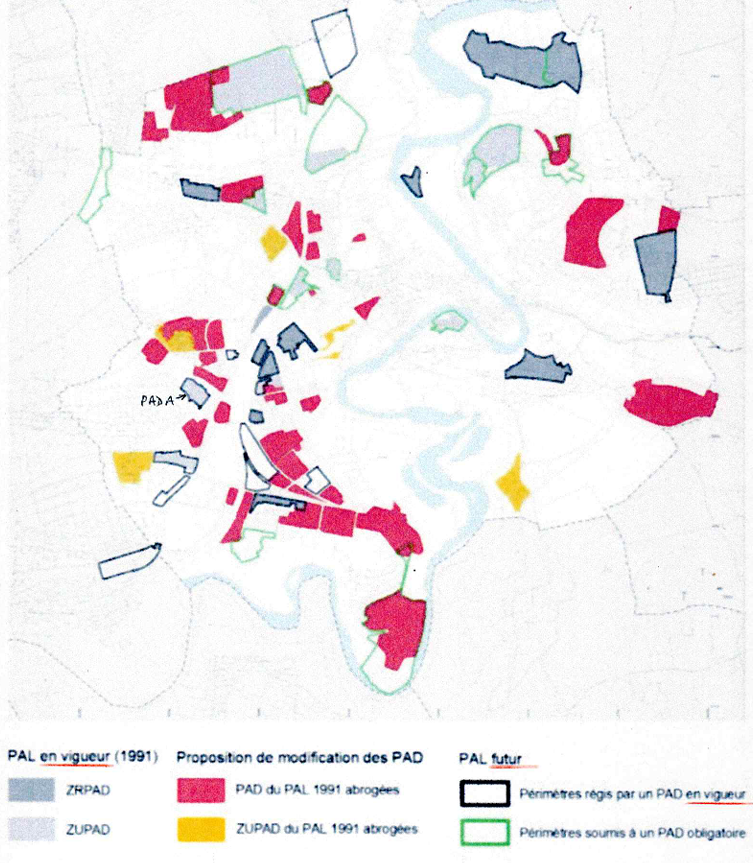 PADA
PAL en vigueur (1991)
ZRPAD
ZUPAD
Proposition de modification des PAD
PAD du PAL 1991 abrogées
ZUPAD du PAL 1991 abrogées
PAL futur
Périmètres régis par un PAD en vigueur
Périmètres soumis à un PAD obligatoire